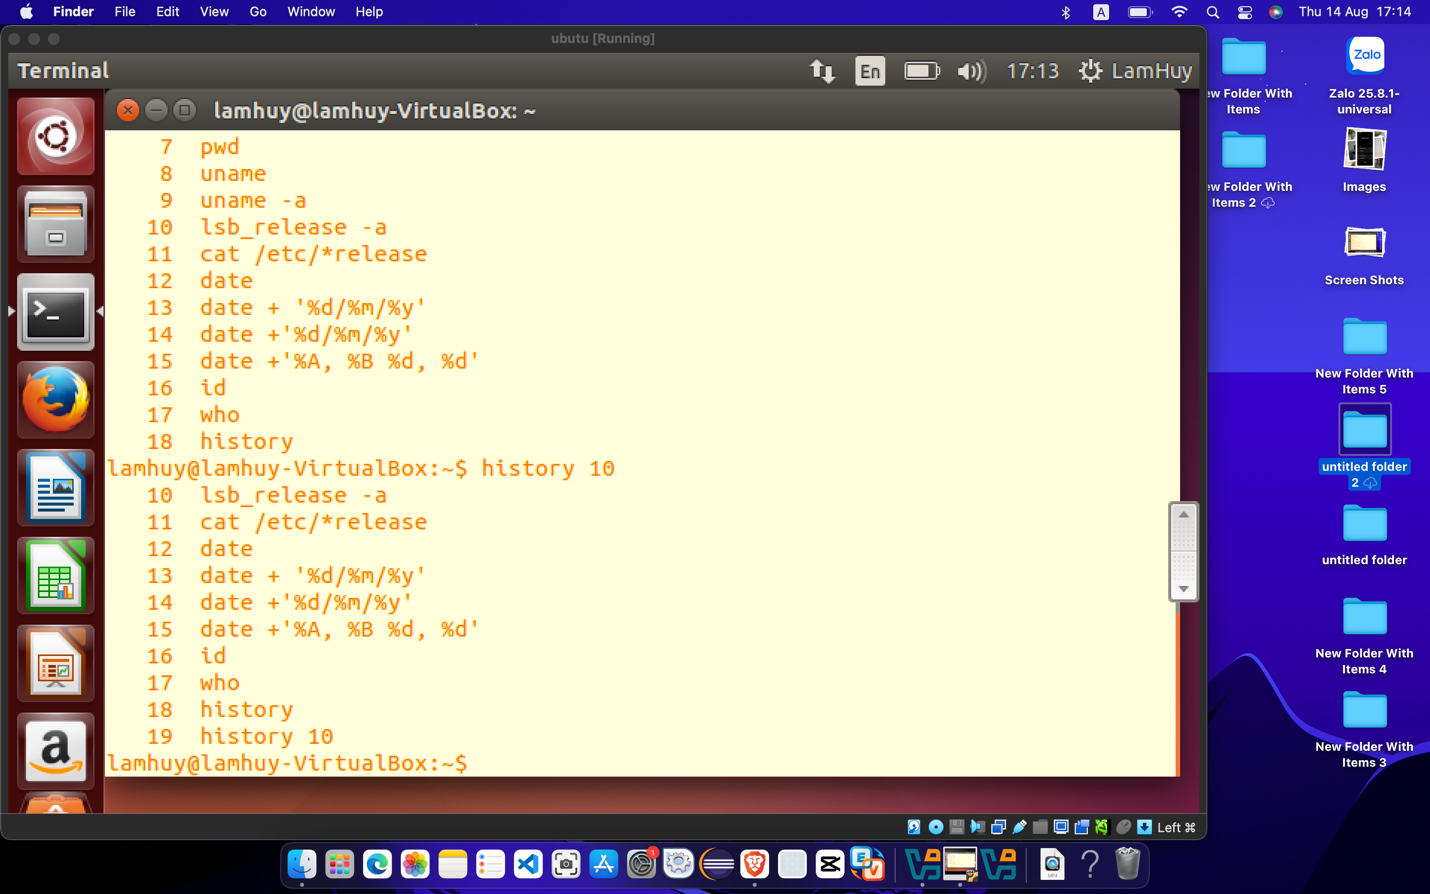 Finder File Edit View Go Window Help
A
Thu 14 Aug 17:14
ubutu [Running]
Terminal
En
17:13
LamHuy
lamhuy@lamhuy-VirtualBox: ~
7 pwd
8 uname
9 uname -a
10 lsb_release -a
11 cat /etc/*release
12 date
13 date + '%d/%m/%y'
14 date +'%d/%m/%y'
15 date +'%A, %B %d, %d'
16 id
17 who
18 history
lamhuy@lamhuy-VirtualBox:~$ history 10
10 lsb_release -a
11 cat /etc/*release
12 date
13 date + '%d/%m/%y'
14 date +'%d/%m/%y'
15 date +'%A, %B %d, %d'
16 id
17 who
18 history
19 history 10
lamhuy@lamhuy-VirtualBox:~$
Left ⌘
ew Folder With
Items
ew Folder With
Items 2
Zalo
Zalo 25.8.1-
universal
Images
Screen Shots
New Folder With
Items 5
untitled folder
2
untitled folder
New Folder With
Items 4
New Folder With
Items 3
a
1